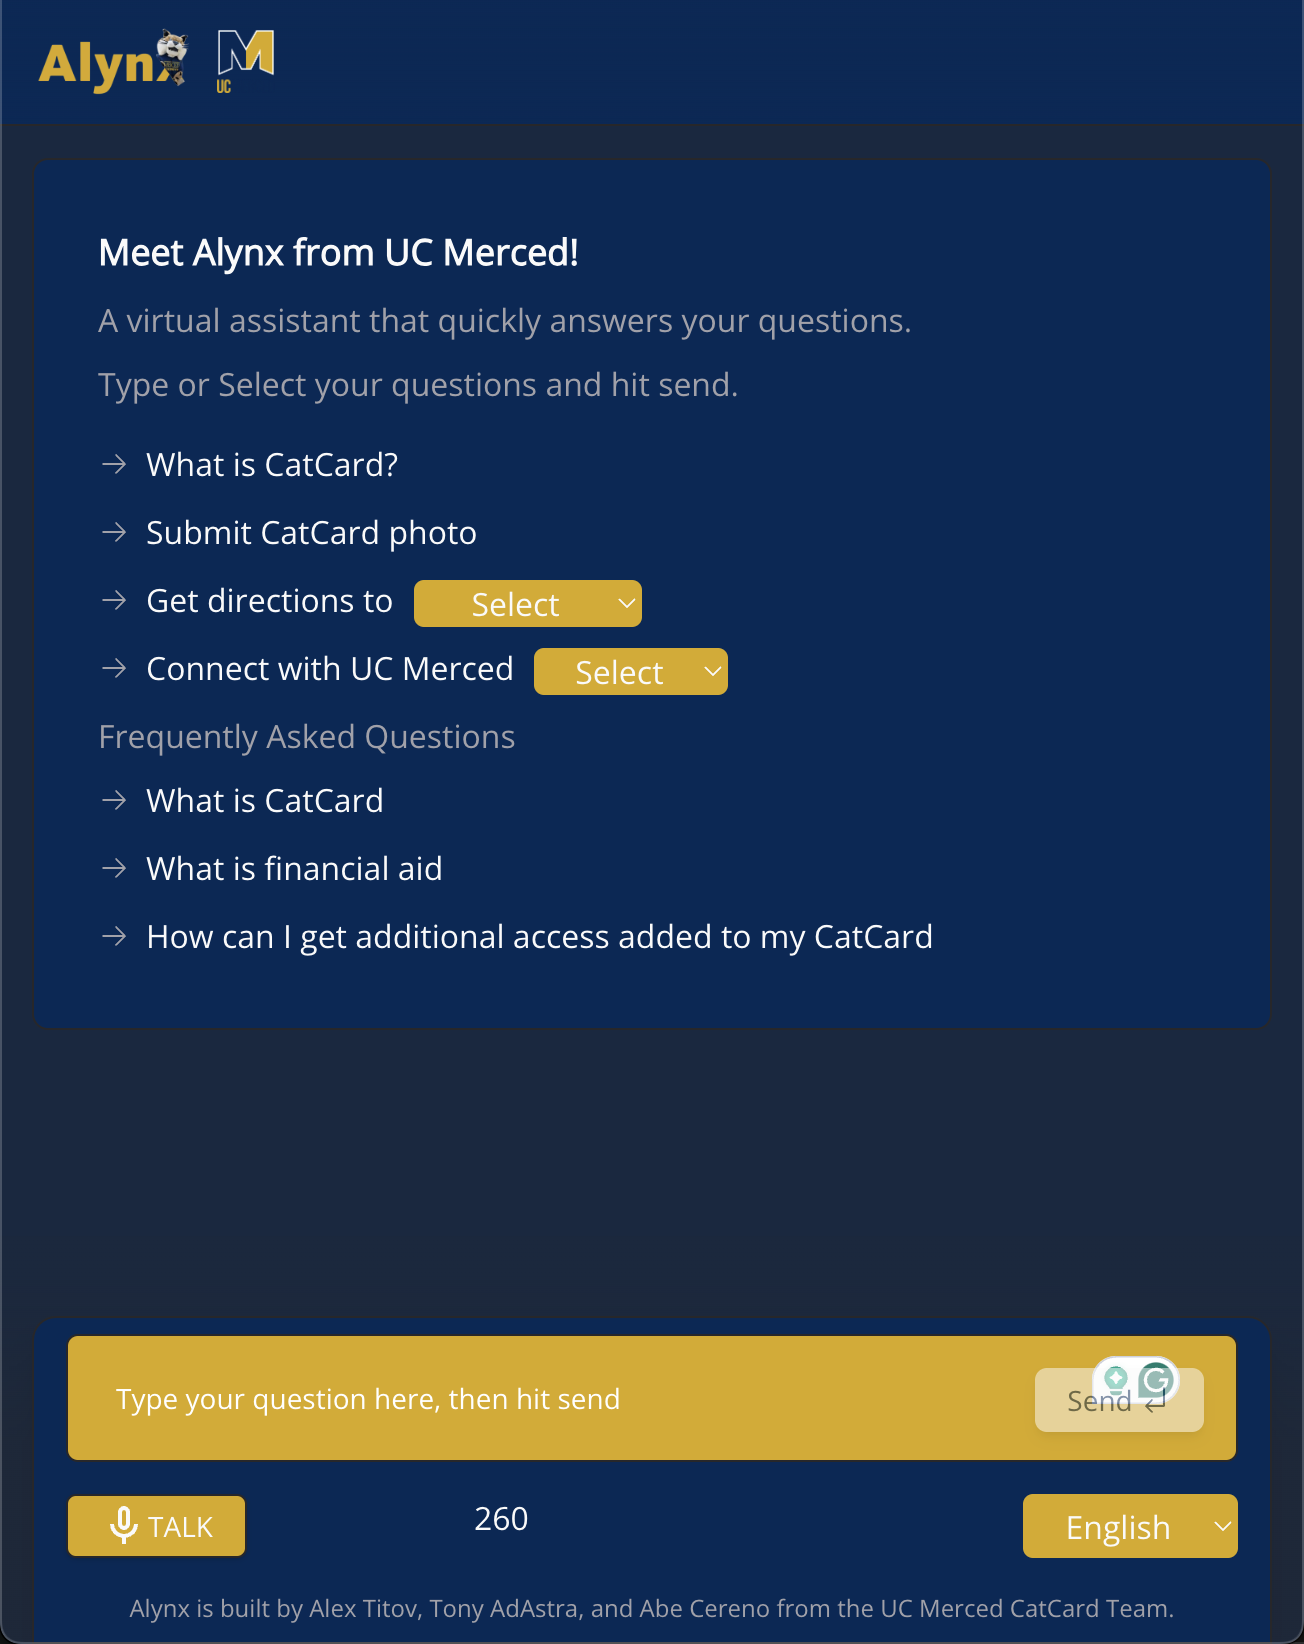 Alynx
UC
Meet Alynx from UC Merced!
A virtual assistant that quickly answers your questions.
Type or Select your questions and hit send.
→ What is CatCard?
→ Submit CatCard photo
→ Get directions to Select
→ Connect with UC Merced Select
Frequently Asked Questions
→ What is CatCard
→ What is financial aid
→ How can I get additional access added to my CatCard
Type your question here, then hit send
Send
TALK
260
English
Alynx is built by Alex Titov, Tony AdAstra, and Abe Cereno from the UC Merced CatCard Team.